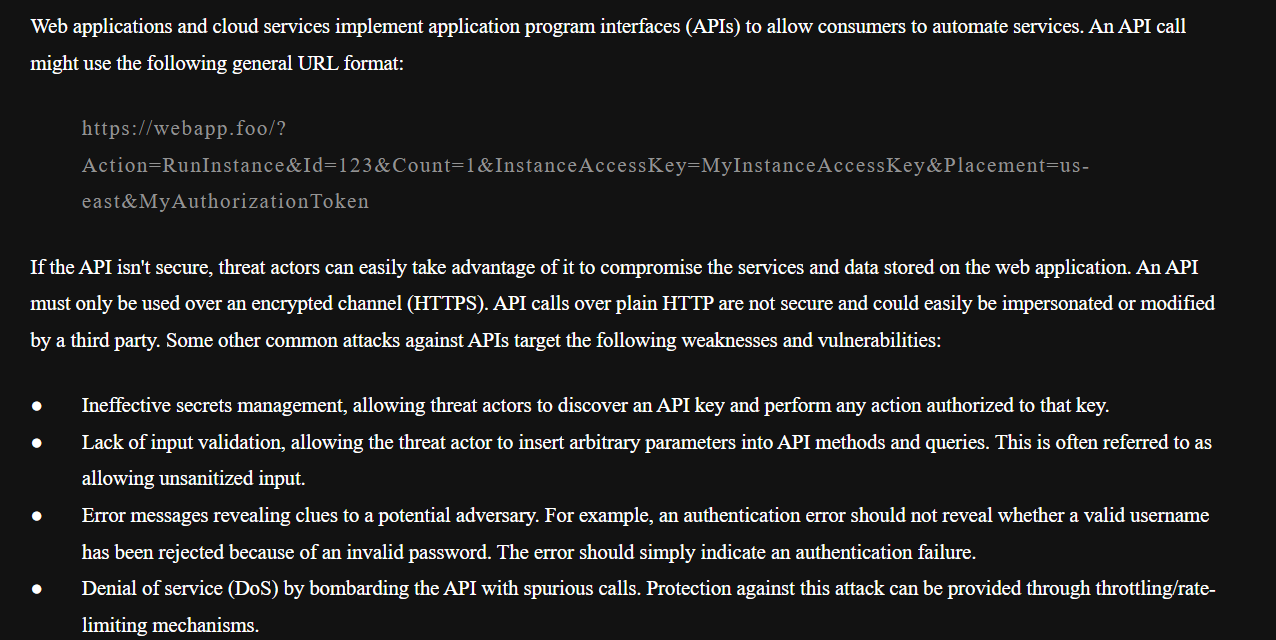 Web applications and cloud services implement application program interfaces (APIs) to allow consumers to automate services. An API call
might use the following general URL format:
https://webapp.foo/?
Action=RunInstance&Id=123&Count=1&InstanceAccessKey=MyInstanceAccessKey&Placement=us-
east&MyAuthorizationToken
If the API isn't secure, threat actors can easily take advantage of it to compromise the services and data stored on the web application. An API
must only be used over an encrypted channel (HTTPS). API calls over plain HTTP are not secure and could easily be impersonated or modified
by a third party. Some other common attacks against APIs target the following weaknesses and vulnerabilities:
● Ineffective secrets management, allowing threat actors to discover an API key and perform any action authorized to that key.
● Lack of input validation, allowing the threat actor to insert arbitrary parameters into API methods and queries. This is often referred to as
allowing unsanitized input.
● Error messages revealing clues to a potential adversary. For example, an authentication error should not reveal whether a valid username
has been rejected because of an invalid password. The error should simply indicate an authentication failure.
● Denial of service (DoS) by bombarding the API with spurious calls. Protection against this attack can be provided through throttling/rate-
limiting mechanisms.